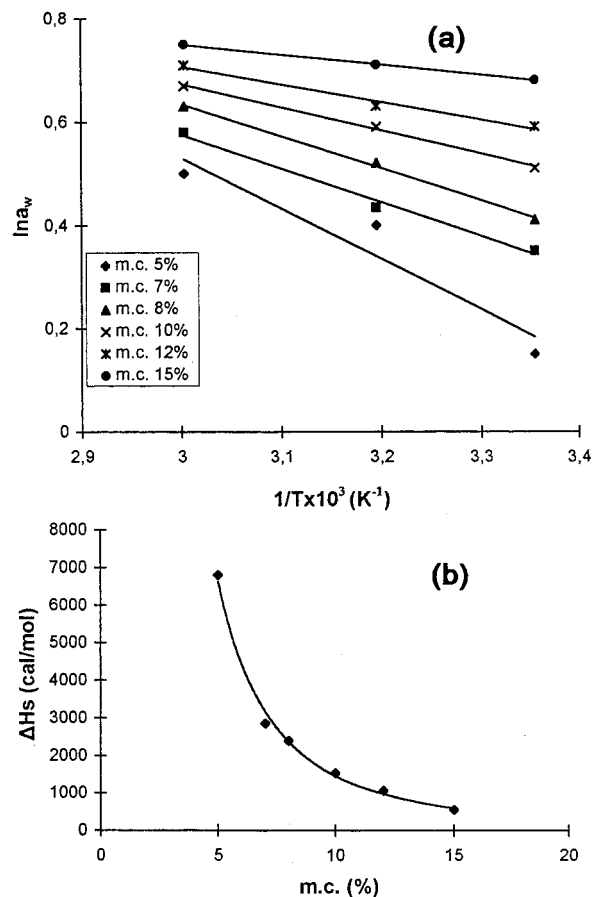 (a)
0,8
0,6
0,4
0,2
0
lna_w
m.c. 5%
m.c. 7%
m.c. 8%
m.c. 10%
m.c. 12%
m.c. 15%
2,9
3
3,1
3,2
3,3
3,4
1/Tx10³ (K⁻¹)
(b)
8000
7000
6000
5000
4000
3000
2000
1000
0
ΔHs (cal/mol)
0
5
10
15
20
m.c. (%)